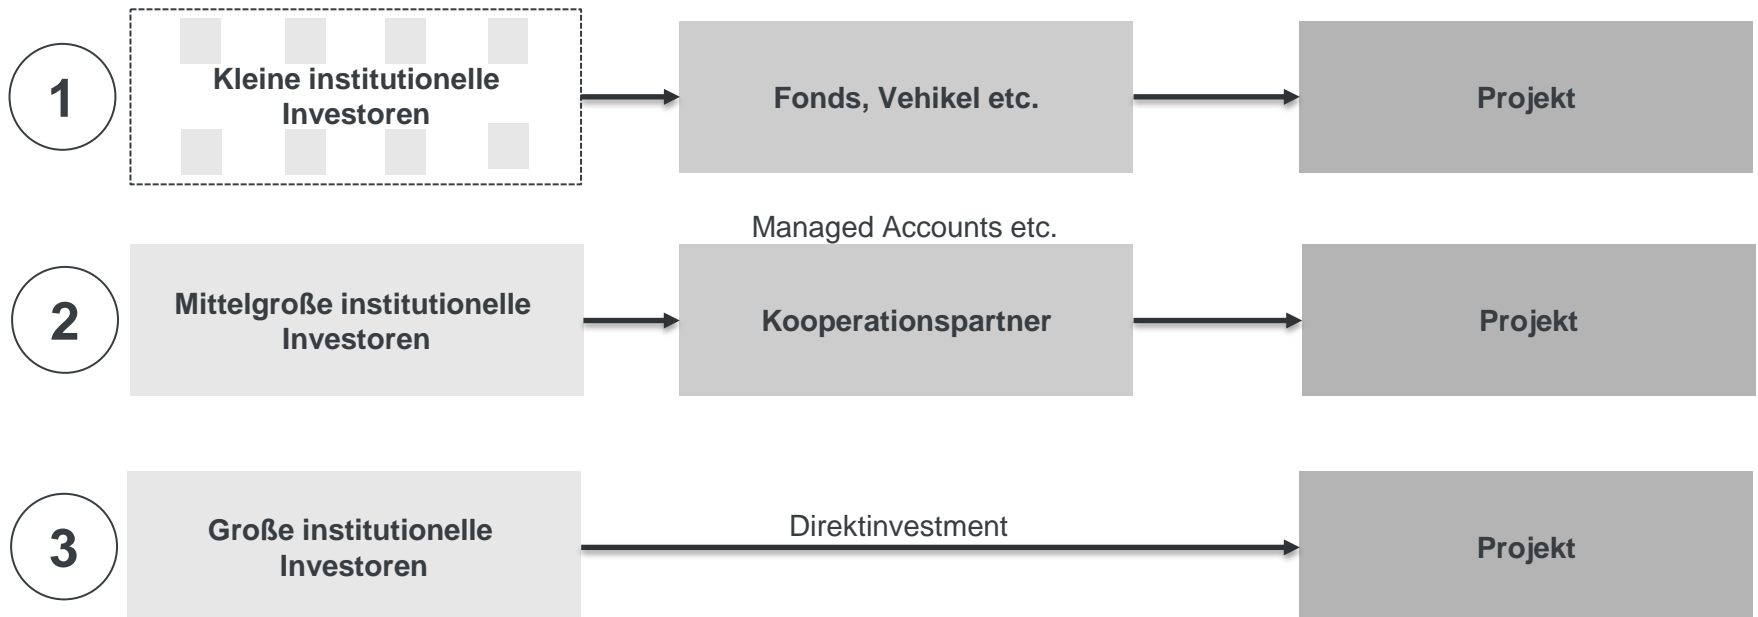 1
Kleine institutionelle
Investoren
Fonds, Vehikel etc.
Projekt
Managed Accounts etc.
2
Mittelgroße institutionelle
Investoren
Kooperationspartner
Projekt
3
Große institutionelle
Investoren
Direktinvestment
Projekt